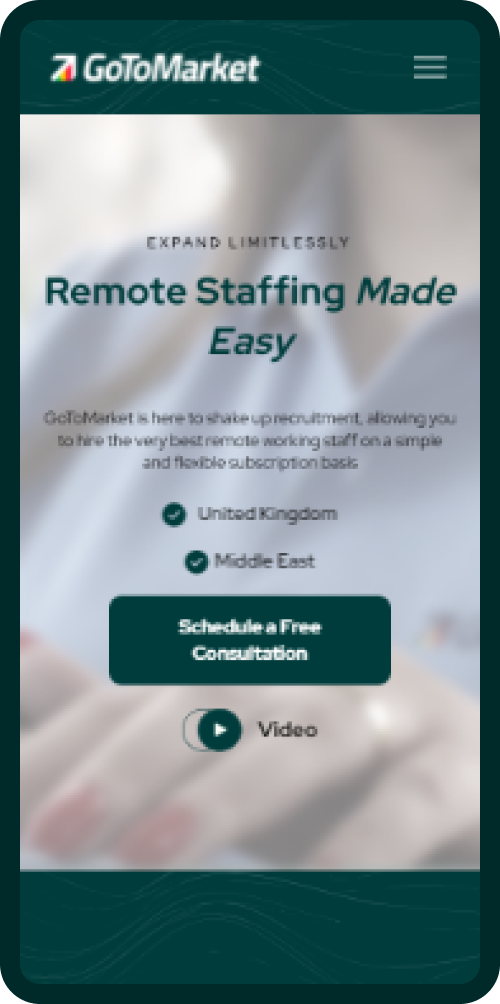 GoToMarket
EXPAND LIMITLESSLY
Remote Staffing Made
Easy
GoToMarket is here to shake up recruitment, allowing you
to hire the very best remote working staff on a simple
and flexible subscription basis
United Kingdom
Middle East
Schedule a Free
Consultation
Video